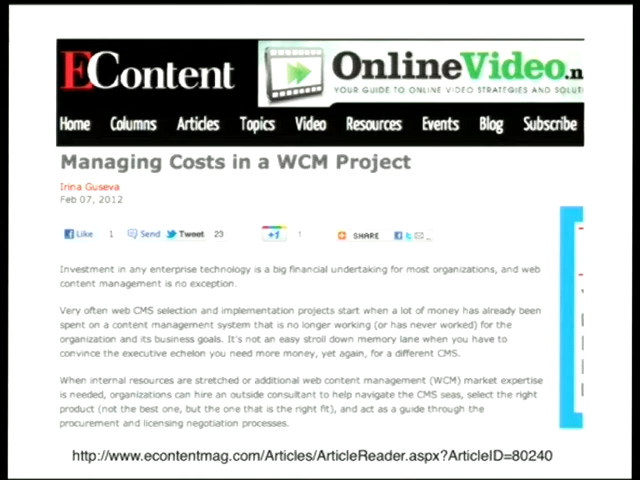 EContent
OnlineVideo.n
YOUR GUIDE TO ONLINE VIDEO STRATEGIES AND SOLUT
Home Columns Articles Topics Video Resources Events Blog Subscribe
Managing Costs in a WCM Project
Irina Guseva
Feb 07, 2012
Like 1 Send Tweet 23 +1 1 SHARE
Investment in any enterprise technology is a big financial undertaking for most organizations, and web
content management is no exception.
Very often web CMS selection and implementation projects start when a lot of money has already been
spent on a content management system that is no longer working (or has never worked) for the
organization and its business goals. It's not an easy stroll down memory lane when you have to
convince the executive echelon you need more money, yet again, for a different CMS.
When internal resources are stretched or additional web content management (WCM) market expertise
is needed, organizations can hire an outside consultant to help navigate the CMS seas, select the right
product (not the best one, but the one that is the right fit), and act as a guide through the
procurement and licensing negotiation processes.
http://www.econtentmag.com/Articles/ArticleReader.aspx?ArticleID=80240